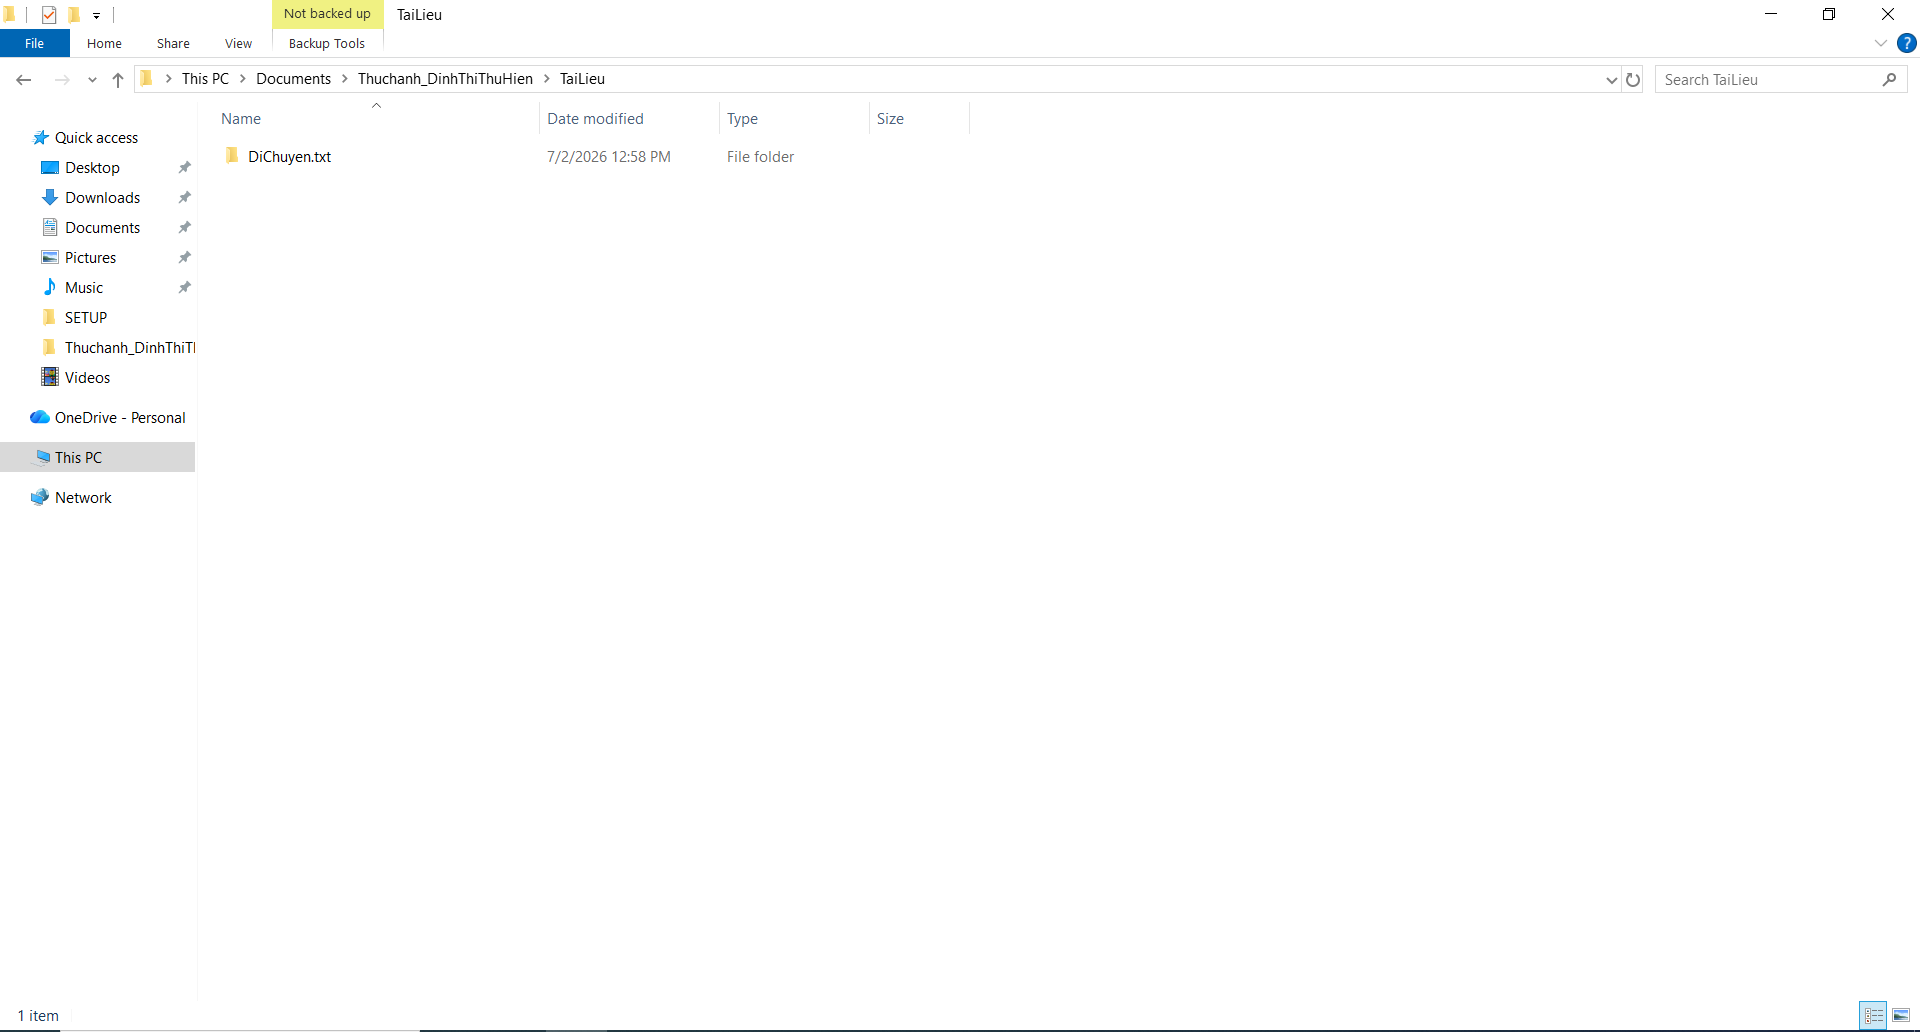 Not backed up
TaiLieu
File
Home
Share
View
Backup Tools
?
This PC
Documents
Thuchanh_DinhThiThuHien
TaiLieu
Search TaiLieu
Name
Date modified
Type
Size
DiChuyen.txt
7/2/2026 12:58 PM
File folder
Quick access
Desktop
Downloads
Documents
Pictures
Music
SETUP
Thuchanh_DinhThiTl
Videos
OneDrive - Personal
This PC
Network
1 item